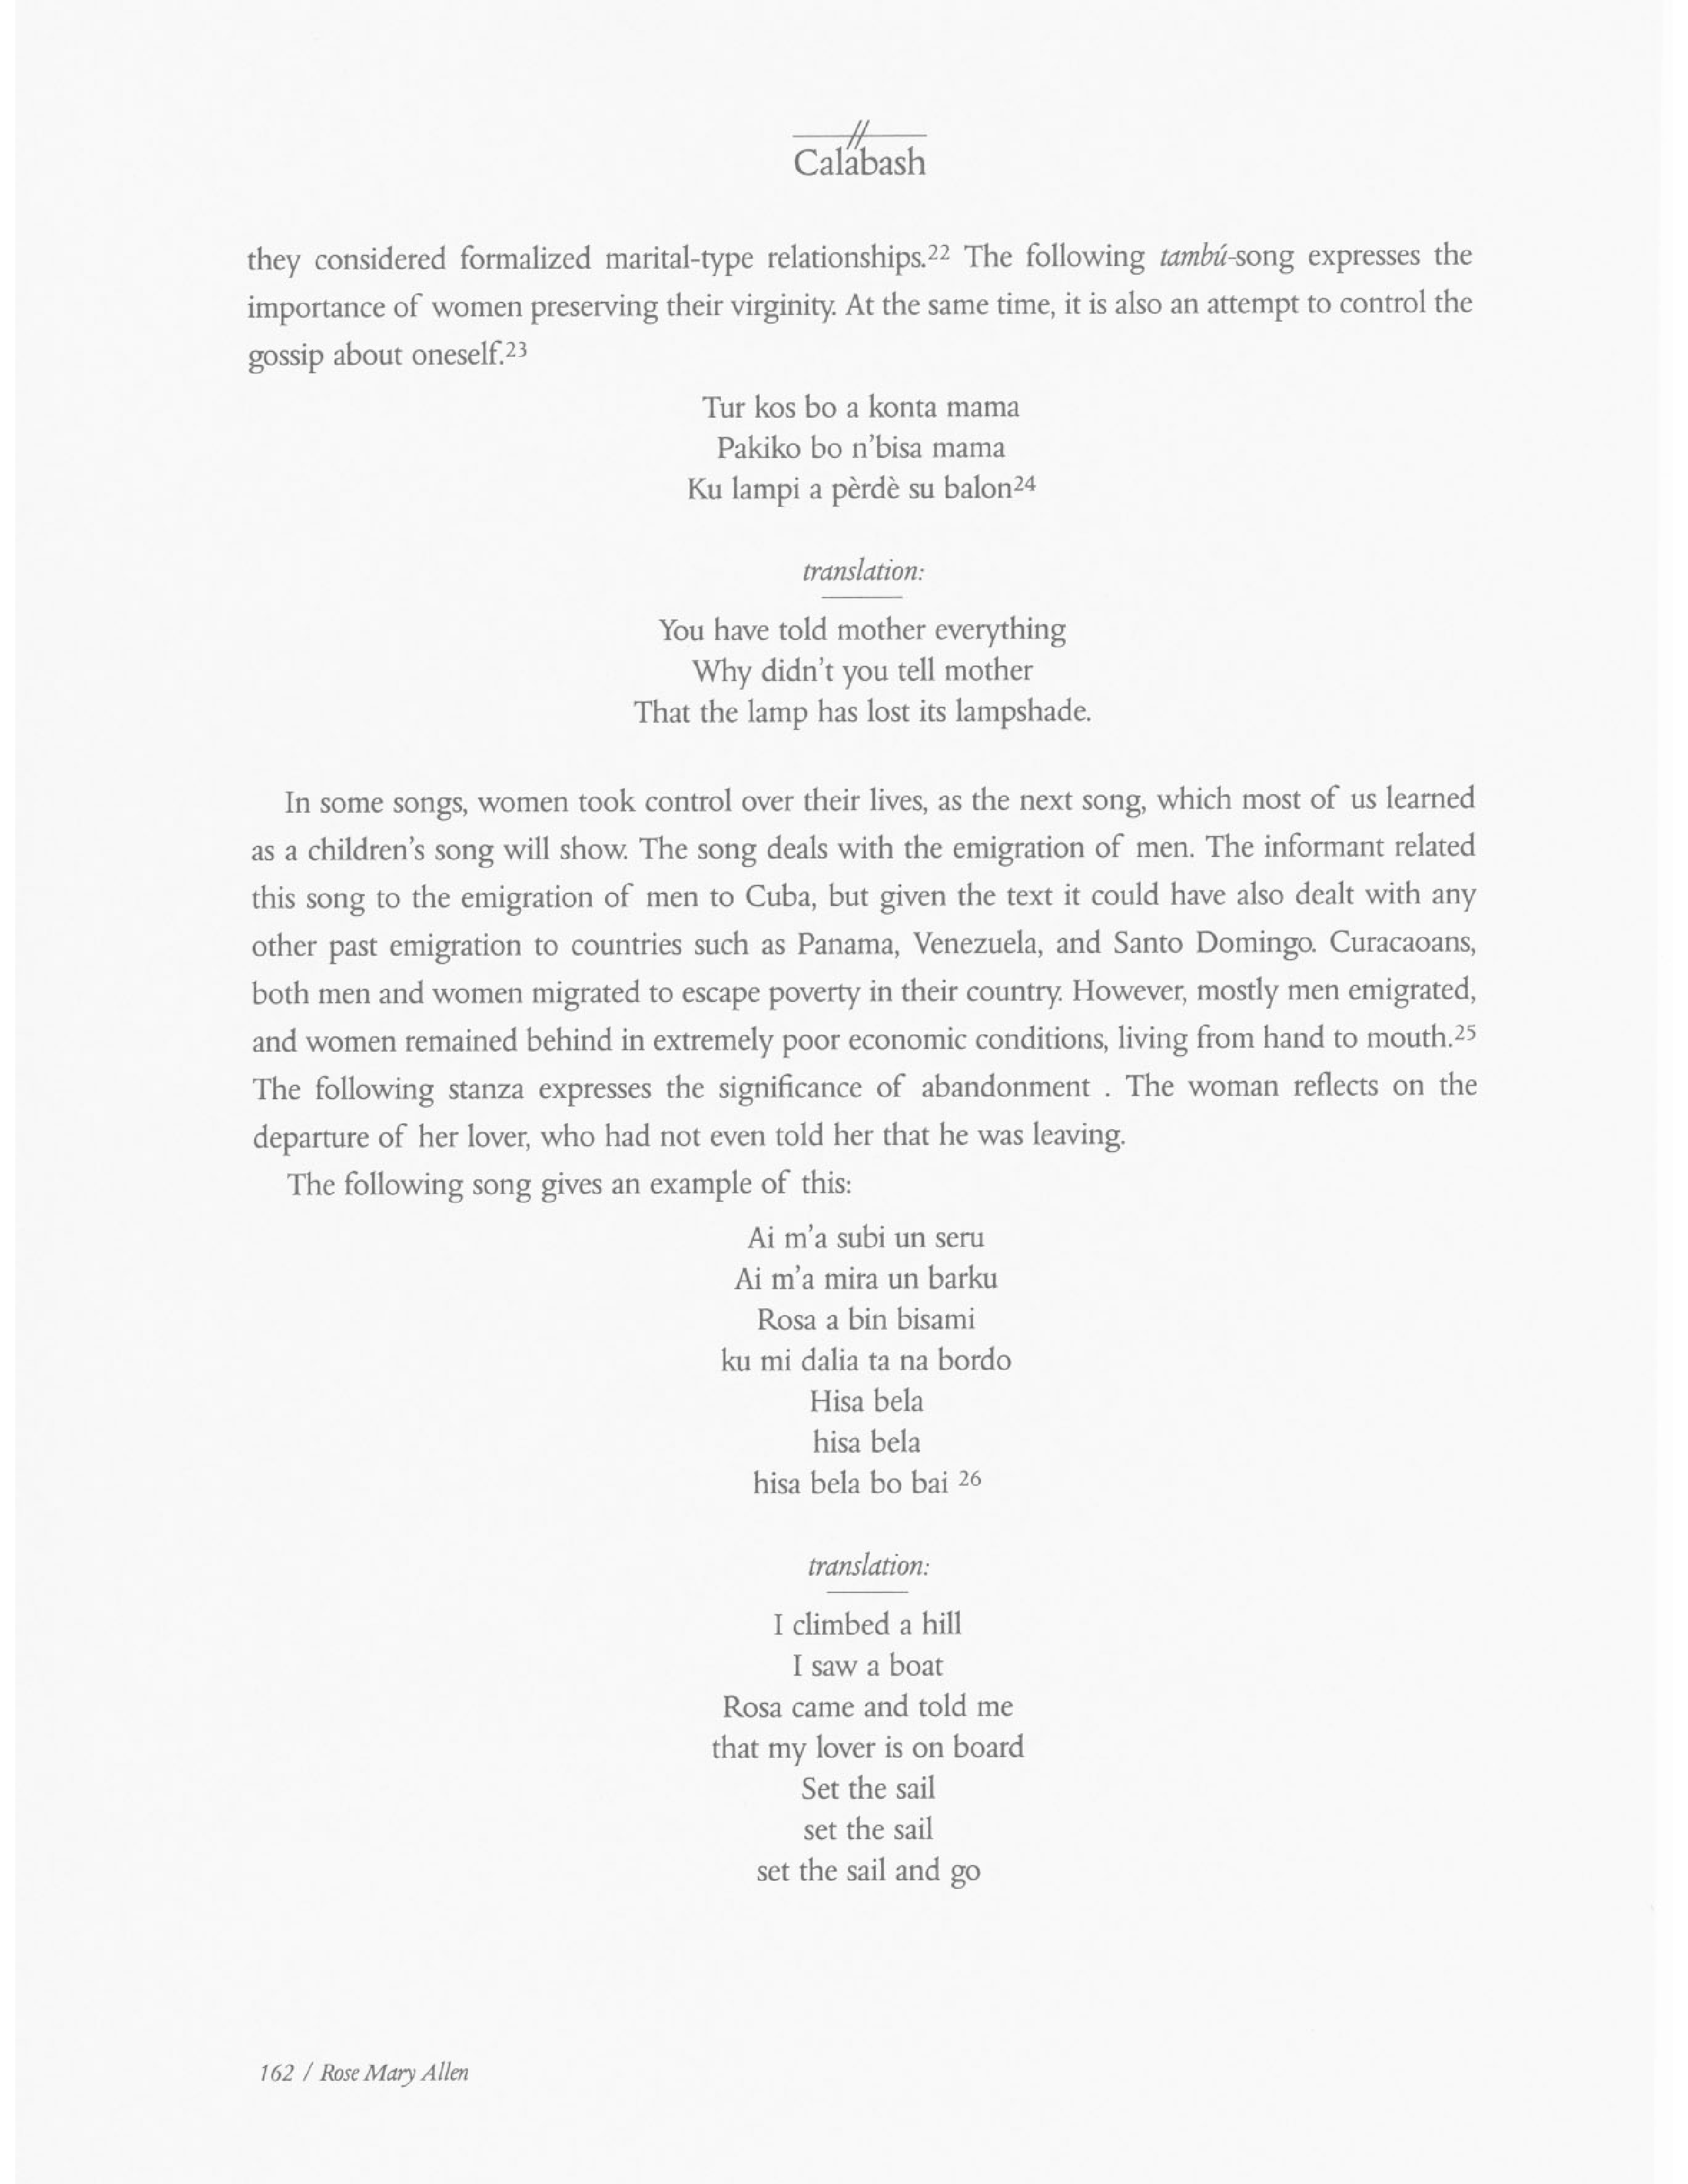 Calabash
they considered formalized marital-type relationships.22 The following tambú-song expresses the
importance of women preserving their virginity. At the same time, it is also an attempt to control the
gossip about oneself.23
Tur kos bo a konta mama
Pakiko bo n'bisa mama
Ku lampi a pèrdè su balon24
translation:
You have told mother everything
Why didn't you tell mother
That the lamp has lost its lampshade.
In some songs, women took control over their lives, as the next song, which most of us learned
as a children's song will show. The song deals with the emigration of men. The informant related
this song to the emigration of men to Cuba, but given the text it could have also dealt with any
other past emigration to countries such as Panama, Venezuela, and Santo Domingo. Curacaoans,
both men and women migrated to escape poverty in their country. However, mostly men emigrated,
and women remained behind in extremely poor economic conditions, living from hand to mouth.25
The following stanza expresses the significance of abandonment . The woman reflects on the
departure of her lover, who had not even told her that he was leaving.
The following song gives an example of this:
Ai m'a subi un seru
Ai m'a mira un barku
Rosa a bin bisami
ku mi dalia ta na bordo
Hisa bela
hisa bela
hisa bela bo bai 26
translation:
I climbed a hill
I saw a boat
Rosa came and told me
that my lover is on board
Set the sail
set the sail
set the sail and go
162 / Rose Mary Allen